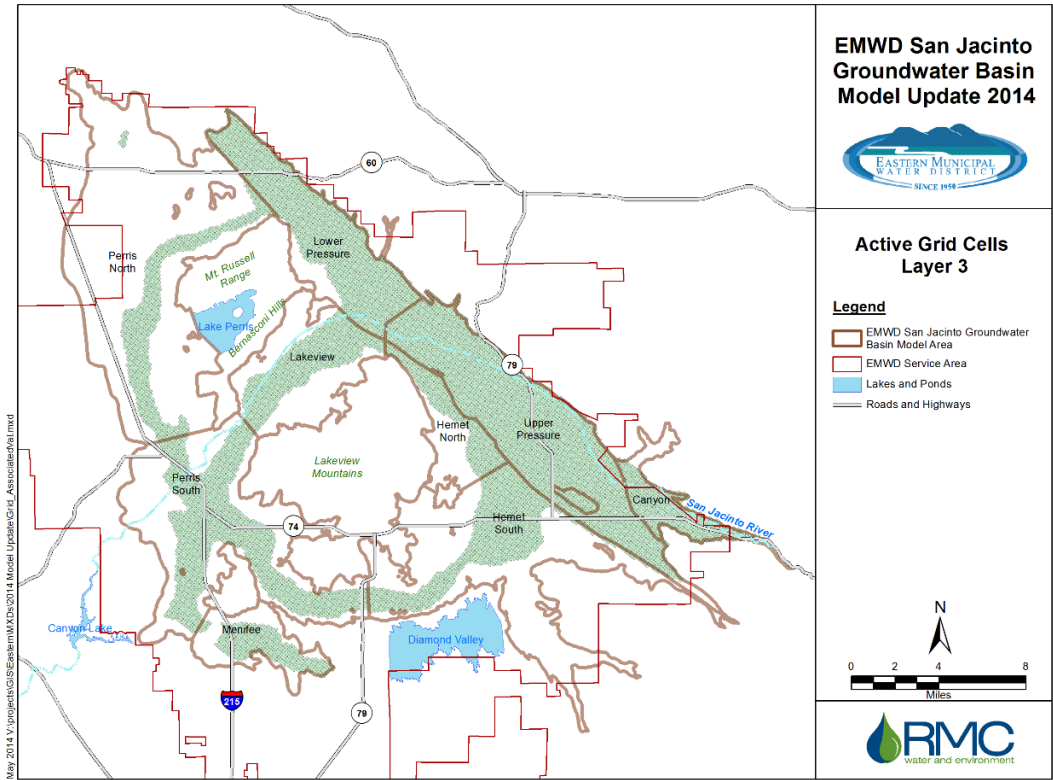 EMWD San Jacinto
Groundwater Basin
Model Update 2014
EASTERN MUNICIPAL
WATER DISTRICT
SINCE 1950
Active Grid Cells
Layer 3
Legend
EMWD San Jacinto Groundwater
Basin Model Area
EMWD Service Area
Lakes and Ponds
Roads and Highways
N
0 2 4 8
Miles
RMC
water and environment
60
Lower
Pressure
Perris
North
Mt. Russell
Range
Lake Perris
Bernasconi Hills
Lakeview
79
Hemet
North
Upper
Pressure
Lakeview
Mountains
Perris
South
Canyon
San Jacinto River
74
Hemet
South
Canyon Lake
Menifee
Diamond Valley
215
79
May 2014 V:\projects\GIS\Eastern\MXDs\2014 Model Update\Grid_AssociatedVal.mxd